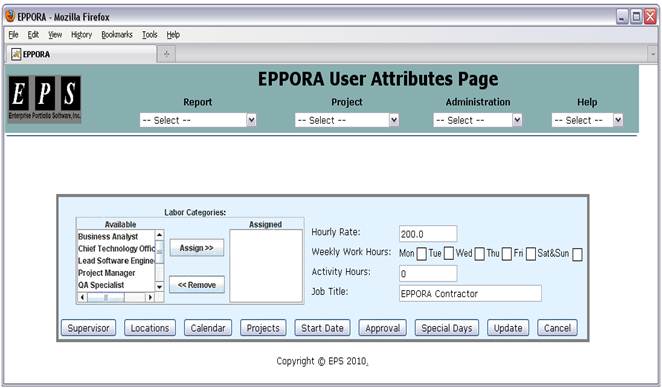 EPPORA - Mozilla Firefox
File Edit View History Bookmarks Tools Help
EPPORA
EPS
Enterprise Portfolio Software, Inc.
EPPORA User Attributes Page
Report Project Administration Help
-- Select -- -- Select -- -- Select -- -- Select --
Labor Categories:
Available Assigned
Business Analyst
Chief Technology Offic
Lead Software Engine
Project Manager
QA Specialist
Assign >>
<< Remove
Hourly Rate: 200.0
Weekly Work Hours: Mon Tue Wed Thu Fri Sat&Sun
Activity Hours: 0
Job Title: EPPORA Contractor
Supervisor Locations Calendar Projects Start Date Approval Special Days Update Cancel
Copyright © EPS 2010.